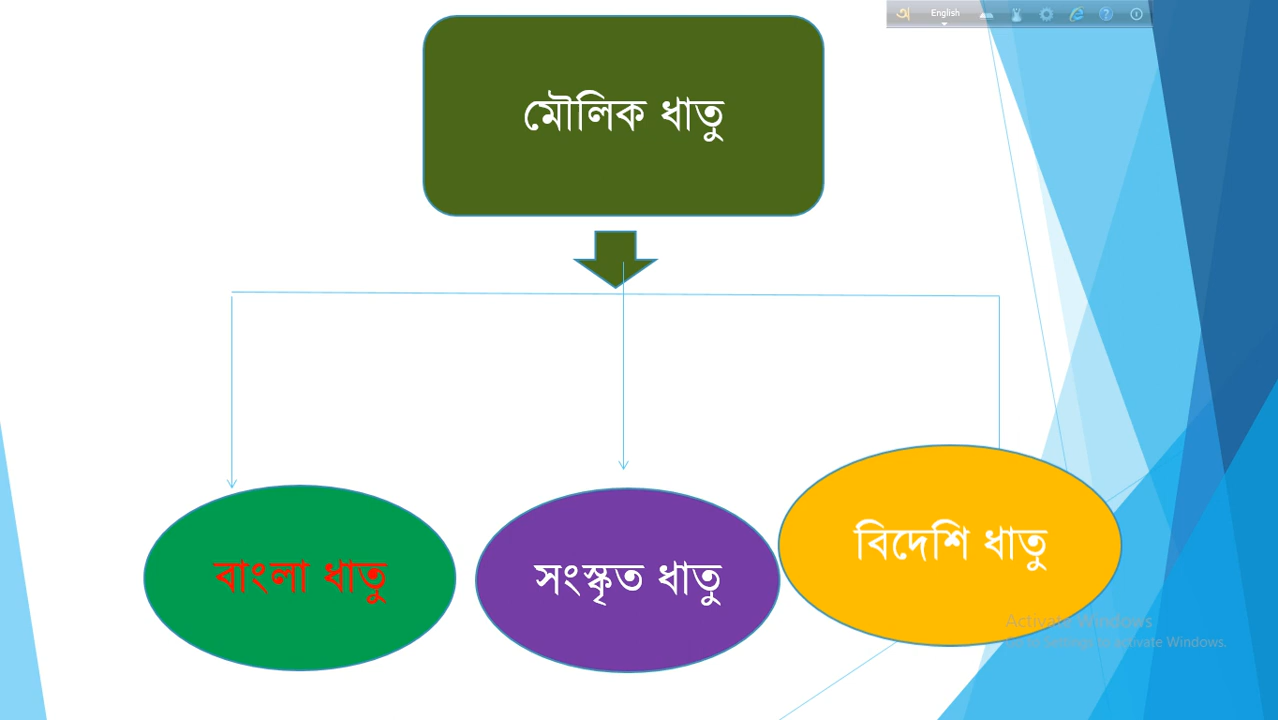 অ English
মৌলিক ধাতু
বাংলা ধাতু
সংস্কৃত ধাতু
বিদেশি ধাতু
Activate Windows
Go to Settings to activate Windows.